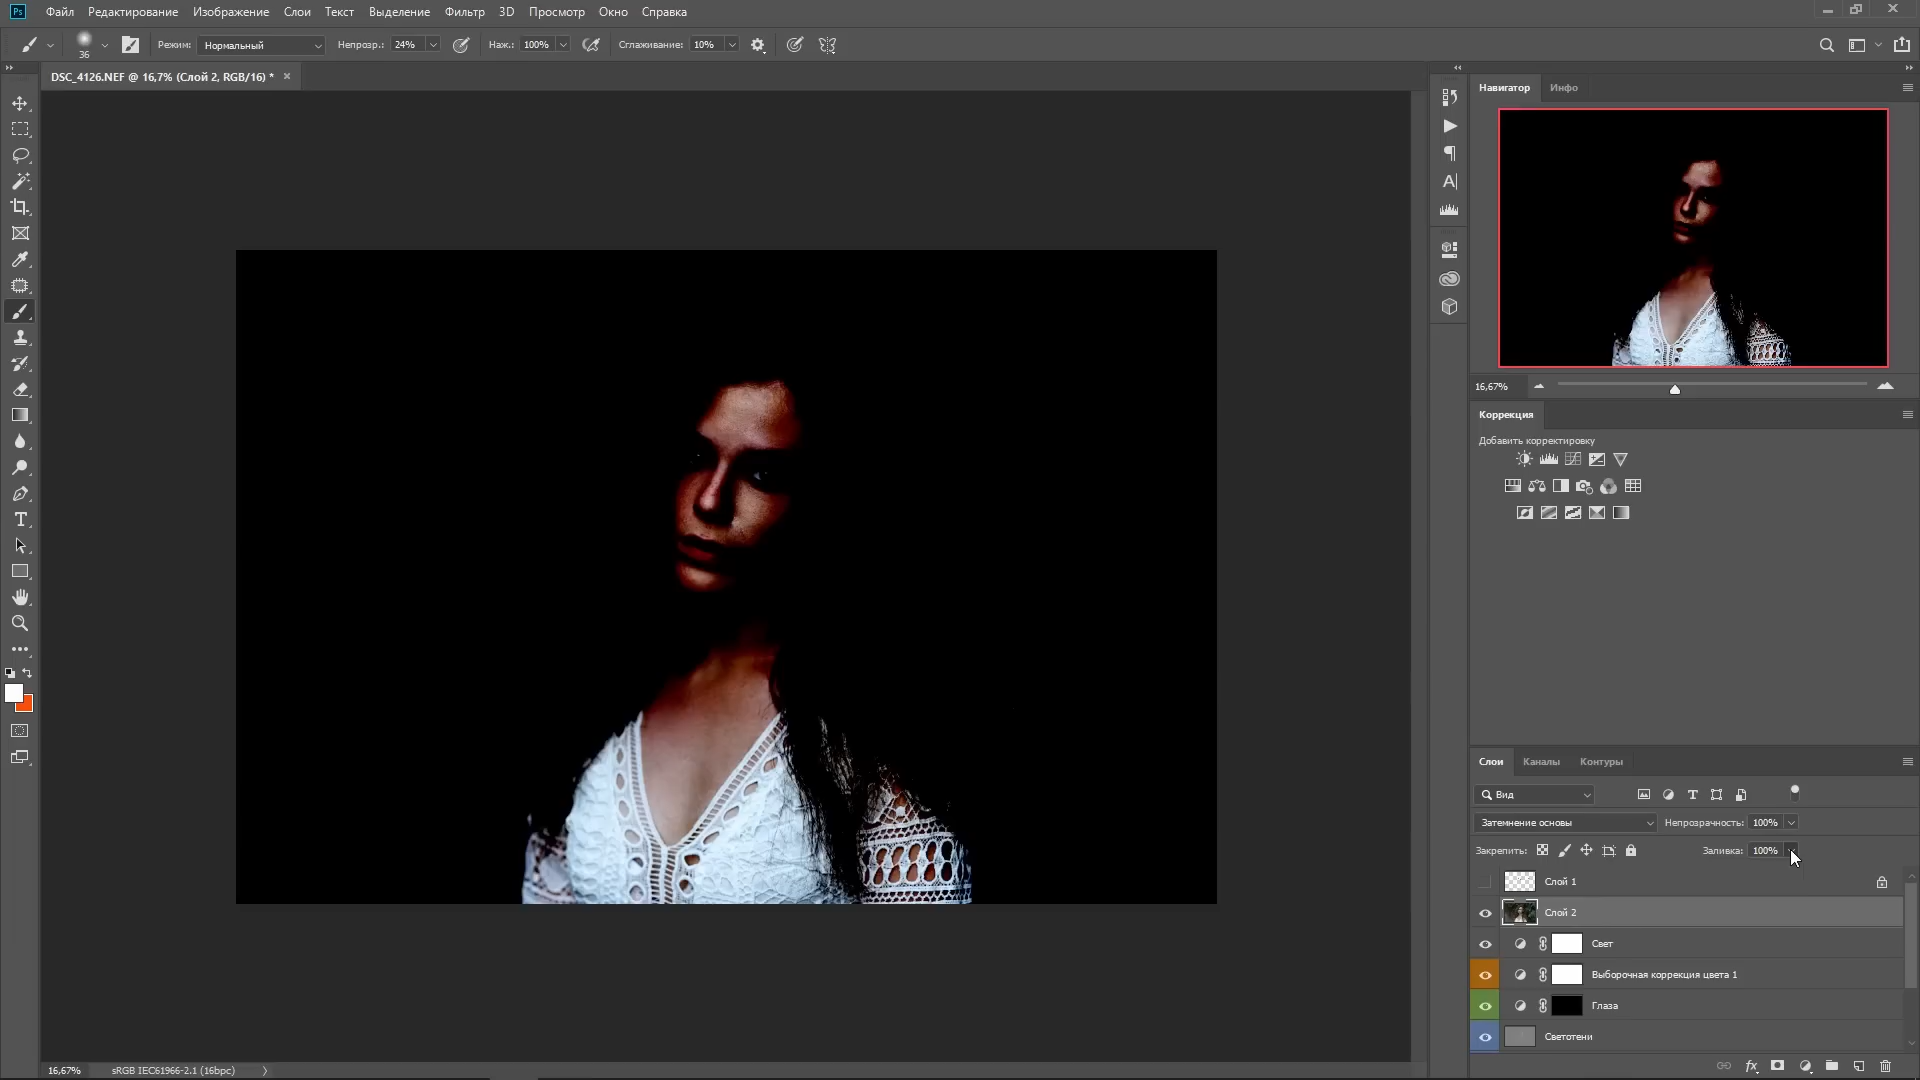 Ps Файл Редактирование Изображение Слои Текст Выделение Фильтр 3D Просмотр Окно Справка
36 Режим: Нормальный Непрозр.: 24% Наж.: 100% Сглаживание: 10%
DSC_4126.NEF @ 16,7% (Слой 2, RGB/16) *
Навигатор Инфо
16,67%
Коррекция
Добавить корректировку
Слои Каналы Контуры
Вид
Затемнение основы Непрозрачность: 100%
Закрепить: Заливка: 100%
Слой 1
Слой 2
Свет
Выборочная коррекция цвета 1
Глаза
Светотени
16,67% sRGB IEC61966-2.1 (16bpc)